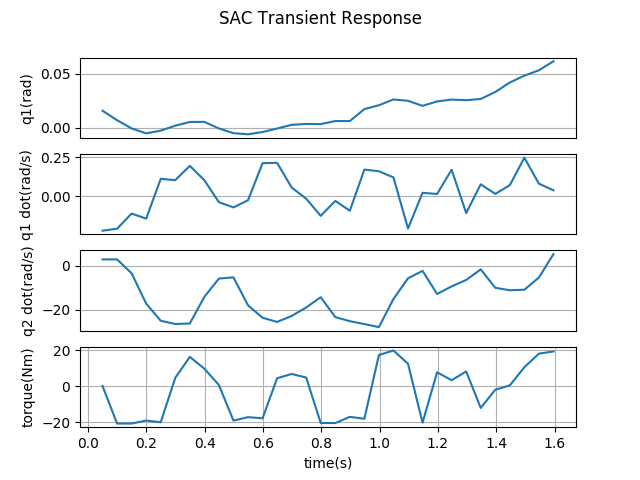 SAC Transient Response
q1(rad)
0.05
0.00
q1 dot(rad/s)
0.25
0.00
q2 dot(rad/s)
0
−20
torque(Nm)
20
0
−20
0.0 0.2 0.4 0.6 0.8 1.0 1.2 1.4 1.6
time(s)